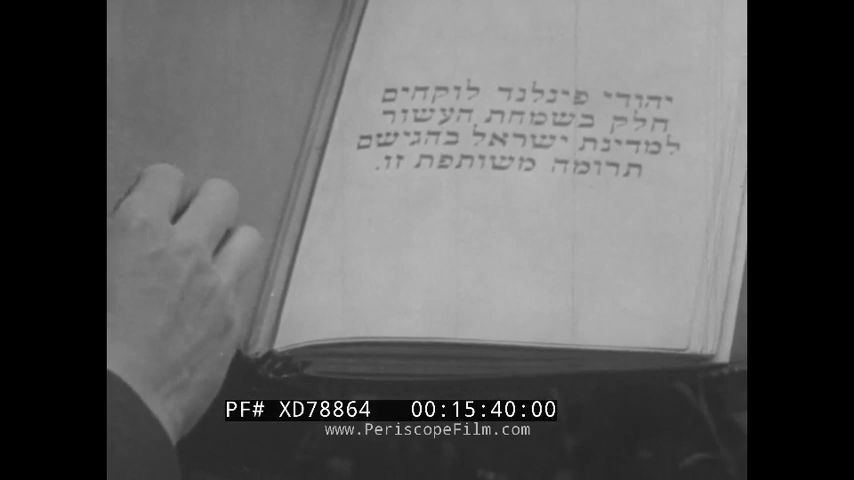 יהודי פינלנד לוקחים
חלק בשמחת העשור
למדינת ישראל בהגישם
תרומה משותפת זו.
PF# XD78864 00:15:40:00
www.PeriscopeFilm.com